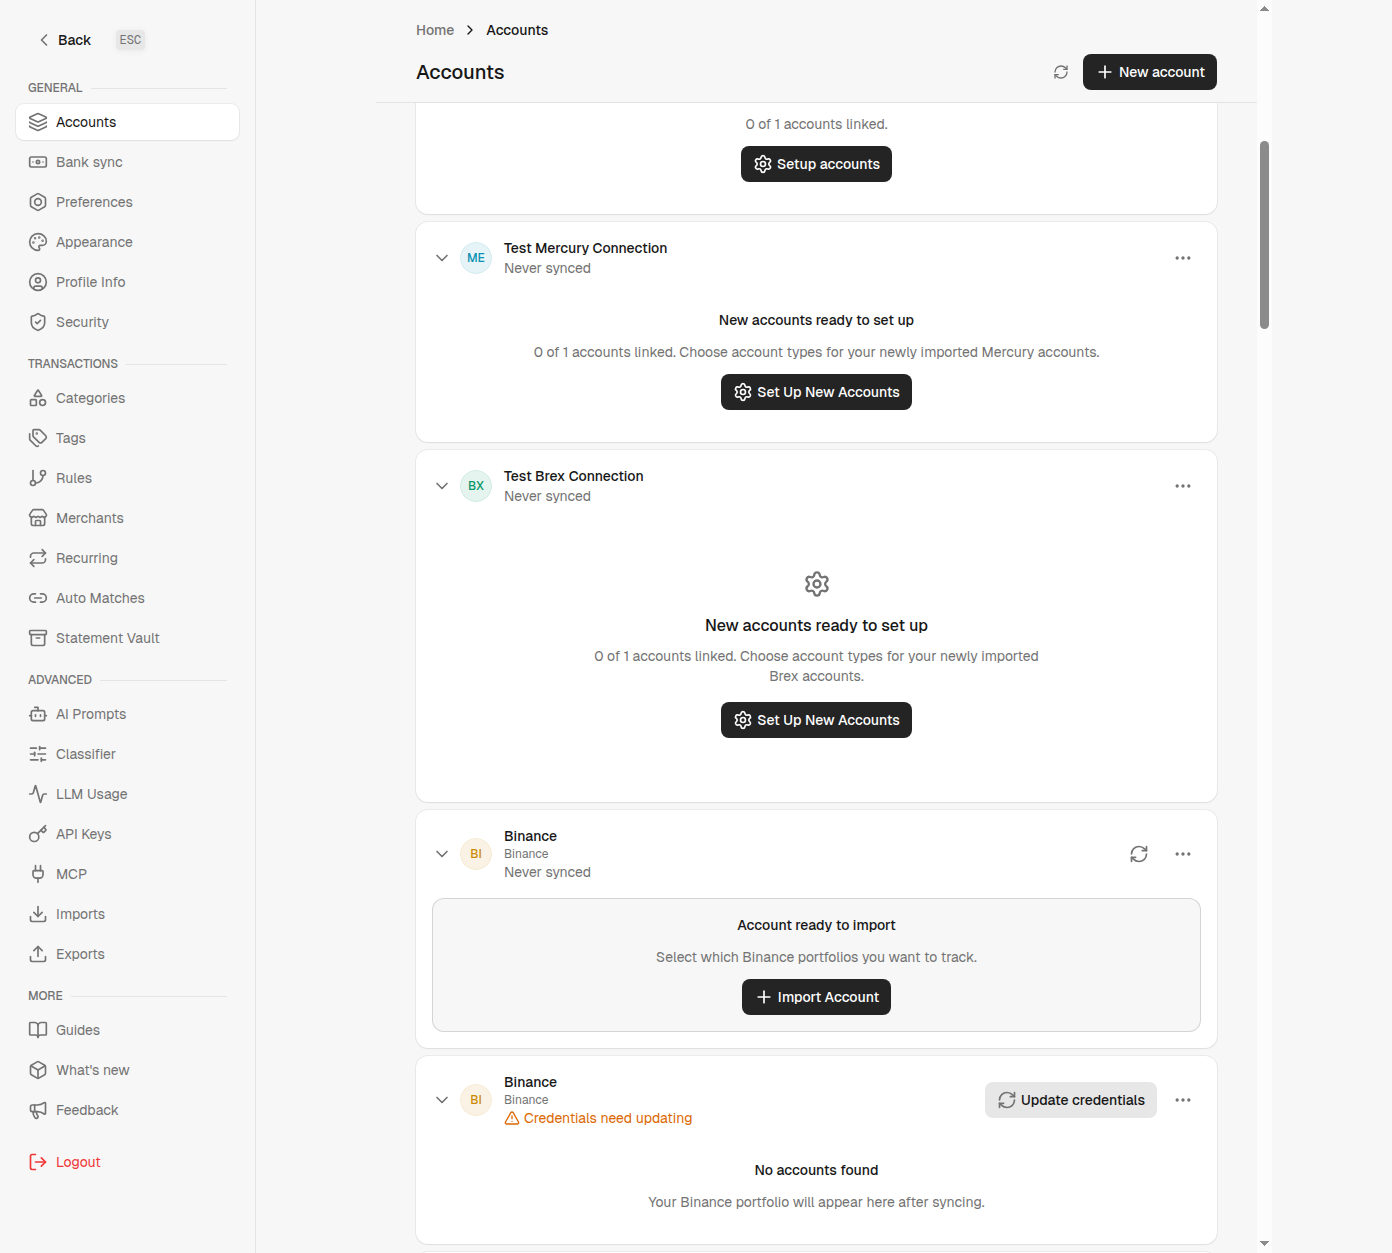 Back
ESC
GENERAL
Accounts
Bank sync
Preferences
Appearance
Profile Info
Security
TRANSACTIONS
Categories
Tags
Rules
Merchants
Recurring
Auto Matches
Statement Vault
ADVANCED
AI Prompts
Classifier
LLM Usage
API Keys
MCP
Imports
Exports
MORE
Guides
What's new
Feedback
Logout
Home
Accounts
Accounts
New account
0 of 1 accounts linked.
Setup accounts
ME
Test Mercury Connection
Never synced
New accounts ready to set up
0 of 1 accounts linked. Choose account types for your newly imported Mercury accounts.
Set Up New Accounts
BX
Test Brex Connection
Never synced
New accounts ready to set up
0 of 1 accounts linked. Choose account types for your newly imported
Brex accounts.
Set Up New Accounts
BI
Binance
Binance
Never synced
Account ready to import
Select which Binance portfolios you want to track.
Import Account
BI
Binance
Binance
Credentials need updating
Update credentials
No accounts found
Your Binance portfolio will appear here after syncing.